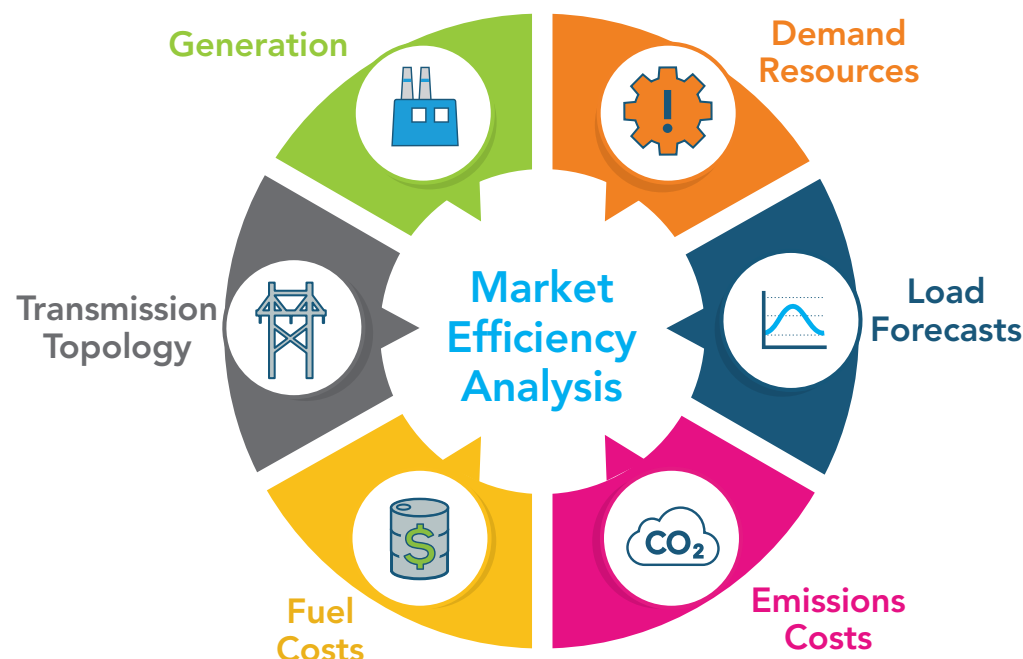 Generation
Demand
Resources
Transmission
Topology
Market
Efficiency
Analysis
Load
Forecasts
Fuel
Costs
$
CO₂
Emissions
Costs
!